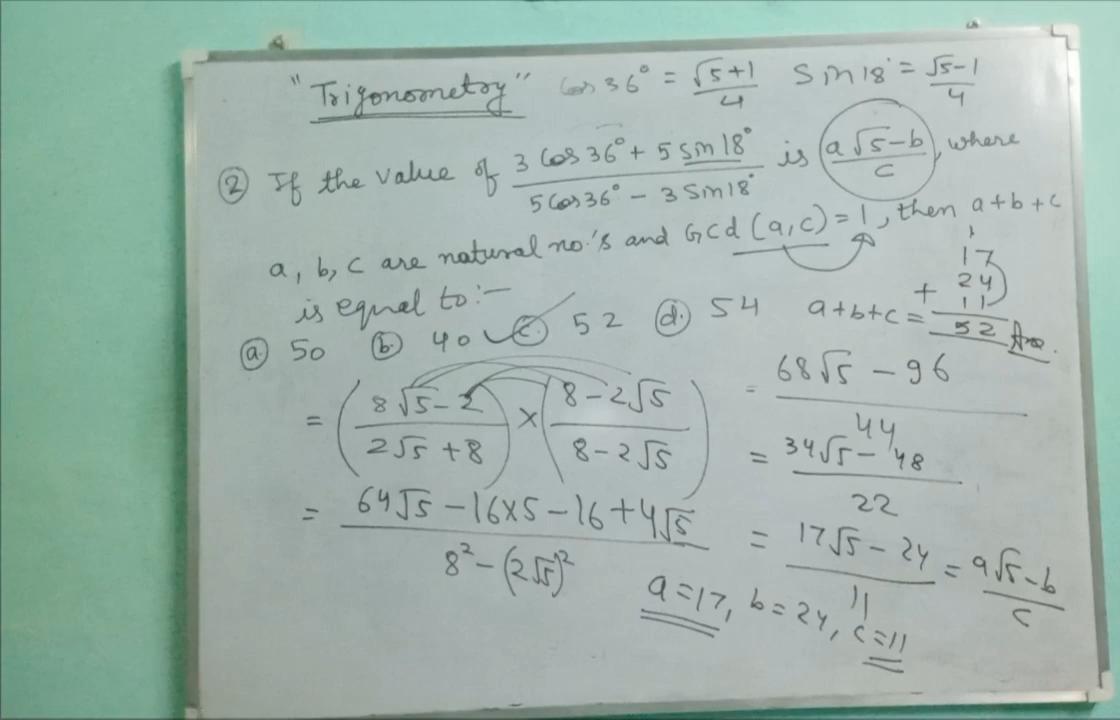 "Trigonometry" Cos 36° = √5+1/4 Sin 18° = √5-1/4
② If the value of 3 Cos 36° + 5 Sin 18° / 5 Cos 36° - 3 Sin 18° is a√5-b/c, where
a, b, c are natural no.'s and GCd (a,c) = 1, then a+b+c
is equal to:-
ⓐ 50 ⓑ 40 ✓ⓒ 52 ⓓ 54
a+b+c = 17 + 24 11 52 Ans.
= (8√5-2 / 2√5+8) × (8-2√5 / 8-2√5)
= 64√5 - 16×5 - 16 + 4√5 / 8² - (2√5)²
= 68√5 - 96 / 44
= 34√5 - 48 / 22
= 17√5 - 24 / 11 = a√5-b / c
a=17, b=24, c=11